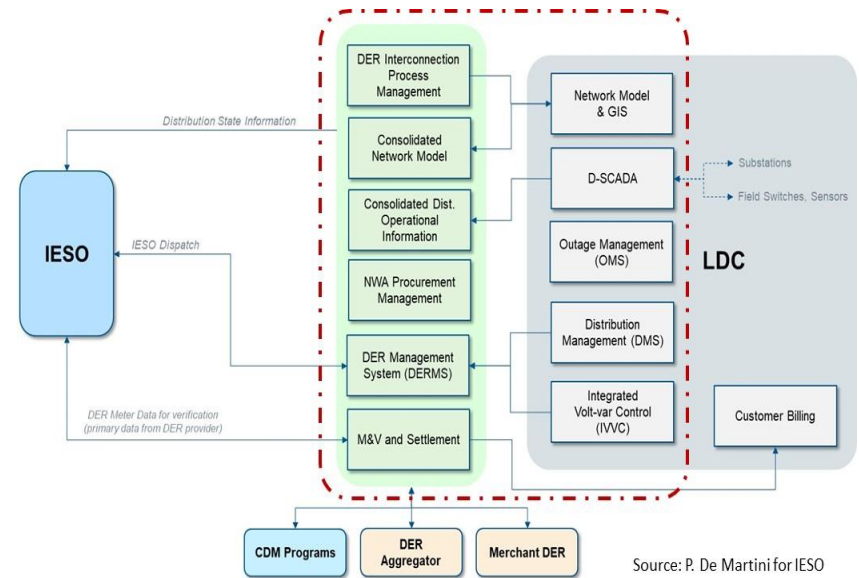 DER Interconnection
Process
Management
Network Model
& GIS
Distribution State Information
Consolidated
Network Model
D-SCADA
Substations
Field Switches, Sensors
Consolidated Dist.
Operational
Information
IESO
IESO Dispatch
Outage Management
(OMS)
LDC
NWA Procurement
Management
Distribution
Management (DMS)
DER Management
System (DERMS)
Integrated
Volt-var Control
(IVVC)
Customer Billing
DER Meter Data for verification
(primary data from DER provider)
M&V and Settlement
CDM Programs
DER
Aggregator
Merchant DER
Source: P. De Martini for IESO